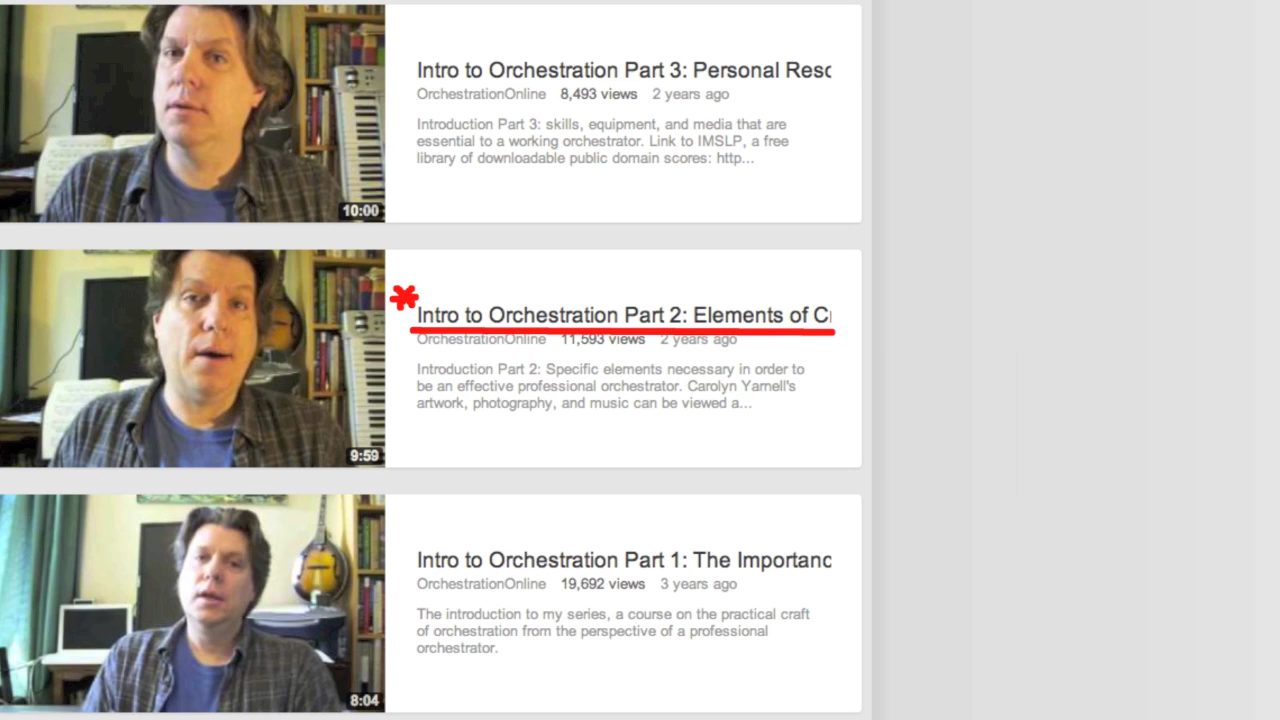 Intro to Orchestration Part 3: Personal Reso
OrchestrationOnline 8,493 views 2 years ago
Introduction Part 3: skills, equipment, and media that are
essential to a working orchestrator. Link to IMSLP, a free
library of downloadable public domain scores: http...
10:00
Intro to Orchestration Part 2: Elements of Cr
OrchestrationOnline 11,593 views 2 years ago
Introduction Part 2: Specific elements necessary in order to
be an effective professional orchestrator. Carolyn Yarnell's
artwork, photography, and music can be viewed a...
9:59
Intro to Orchestration Part 1: The Importanc
OrchestrationOnline 19,692 views 3 years ago
The introduction to my series, a course on the practical craft
of orchestration from the perspective of a professional
orchestrator.
8:04